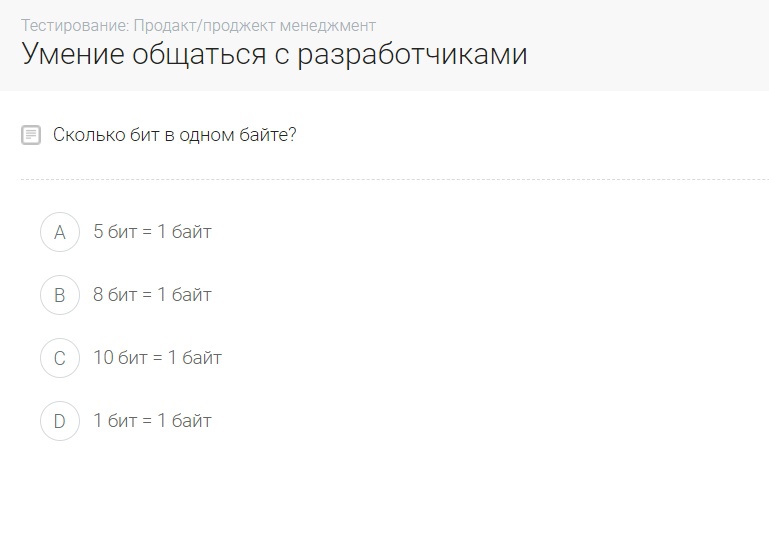 Тестирование: Продакт/проджект менеджмент
Умение общаться с разработчиками
Сколько бит в одном байте?
A 5 бит = 1 байт
B 8 бит = 1 байт
C 10 бит = 1 байт
D 1 бит = 1 байт